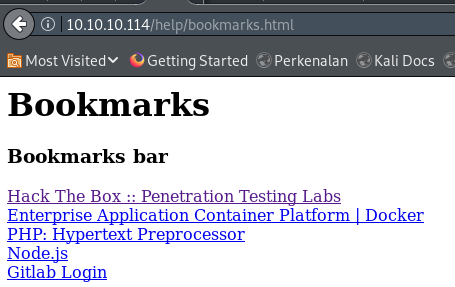 10.10.10.114/help/bookmarks.html
Most Visited Getting Started Perkenalan Kali Docs
Bookmarks
Bookmarks bar
Hack The Box :: Penetration Testing Labs
Enterprise Application Container Platform | Docker
PHP: Hypertext Preprocessor
Node.js
Gitlab Login